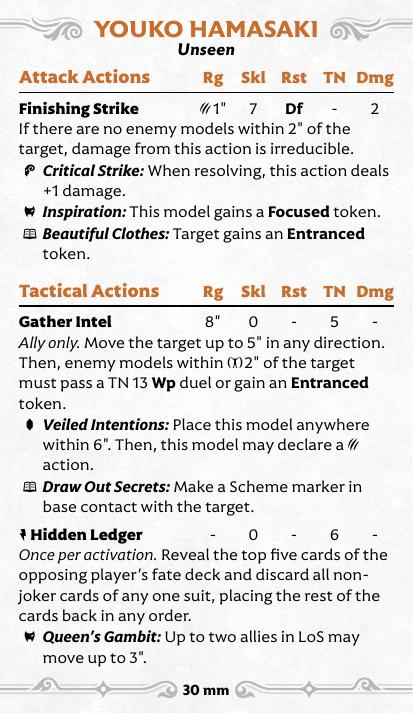 YOUKO HAMASAKI
Unseen
Attack Actions Rg Skl Rst TN Dmg
Finishing Strike 1" 7 Df - 2
If there are no enemy models within 2" of the
target, damage from this action is irreducible.
Critical Strike: When resolving, this action deals
+1 damage.
Inspiration: This model gains a Focused token.
Beautiful Clothes: Target gains an Entranced
token.
Tactical Actions Rg Skl Rst TN Dmg
Gather Intel 8" 0 - 5 -
Ally only. Move the target up to 5" in any direction.
Then, enemy models within 2" of the target
must pass a TN 13 Wp duel or gain an Entranced
token.
Veiled Intentions: Place this model anywhere
within 6". Then, this model may declare a
action.
Draw Out Secrets: Make a Scheme marker in
base contact with the target.
Hidden Ledger - 0 - 6 -
Once per activation. Reveal the top five cards of the
opposing player's fate deck and discard all non-
joker cards of any one suit, placing the rest of the
cards back in any order.
Queen's Gambit: Up to two allies in LoS may
move up to 3".
30 mm